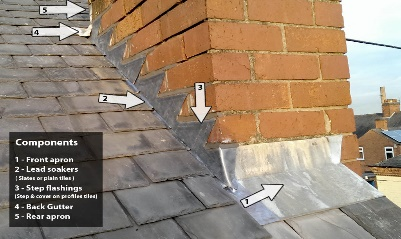 5
4
3
2
1
Components
1 - Front apron
2 - Lead soakers
( Slates or plain tiles )
3 - Step flashings
(Step & cover on profiles tiles)
4 - Back Gutter
5 - Rear apron